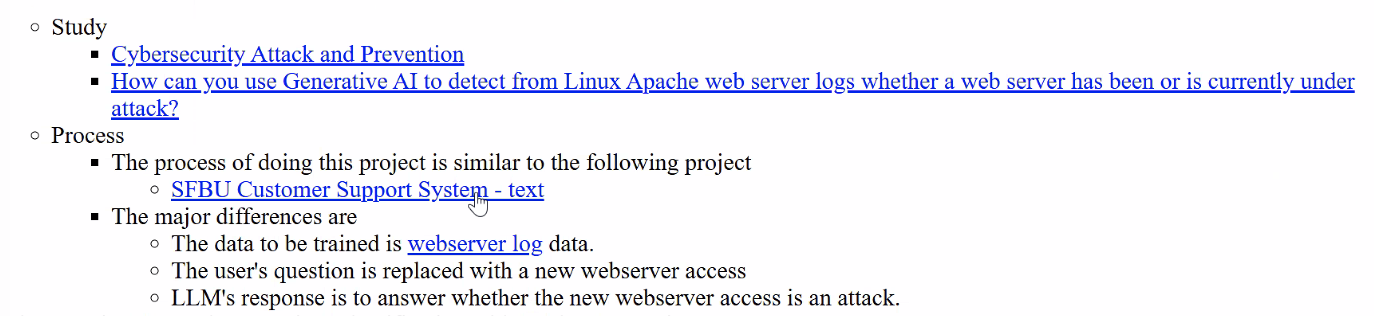 Study
Cybersecurity Attack and Prevention
How can you use Generative AI to detect from Linux Apache web server logs whether a web server has been or is currently under
attack?
Process
The process of doing this project is similar to the following project
SFBU Customer Support System - text
The major differences are
The data to be trained is webserver log data.
The user's question is replaced with a new webserver access
LLM's response is to answer whether the new webserver access is an attack.